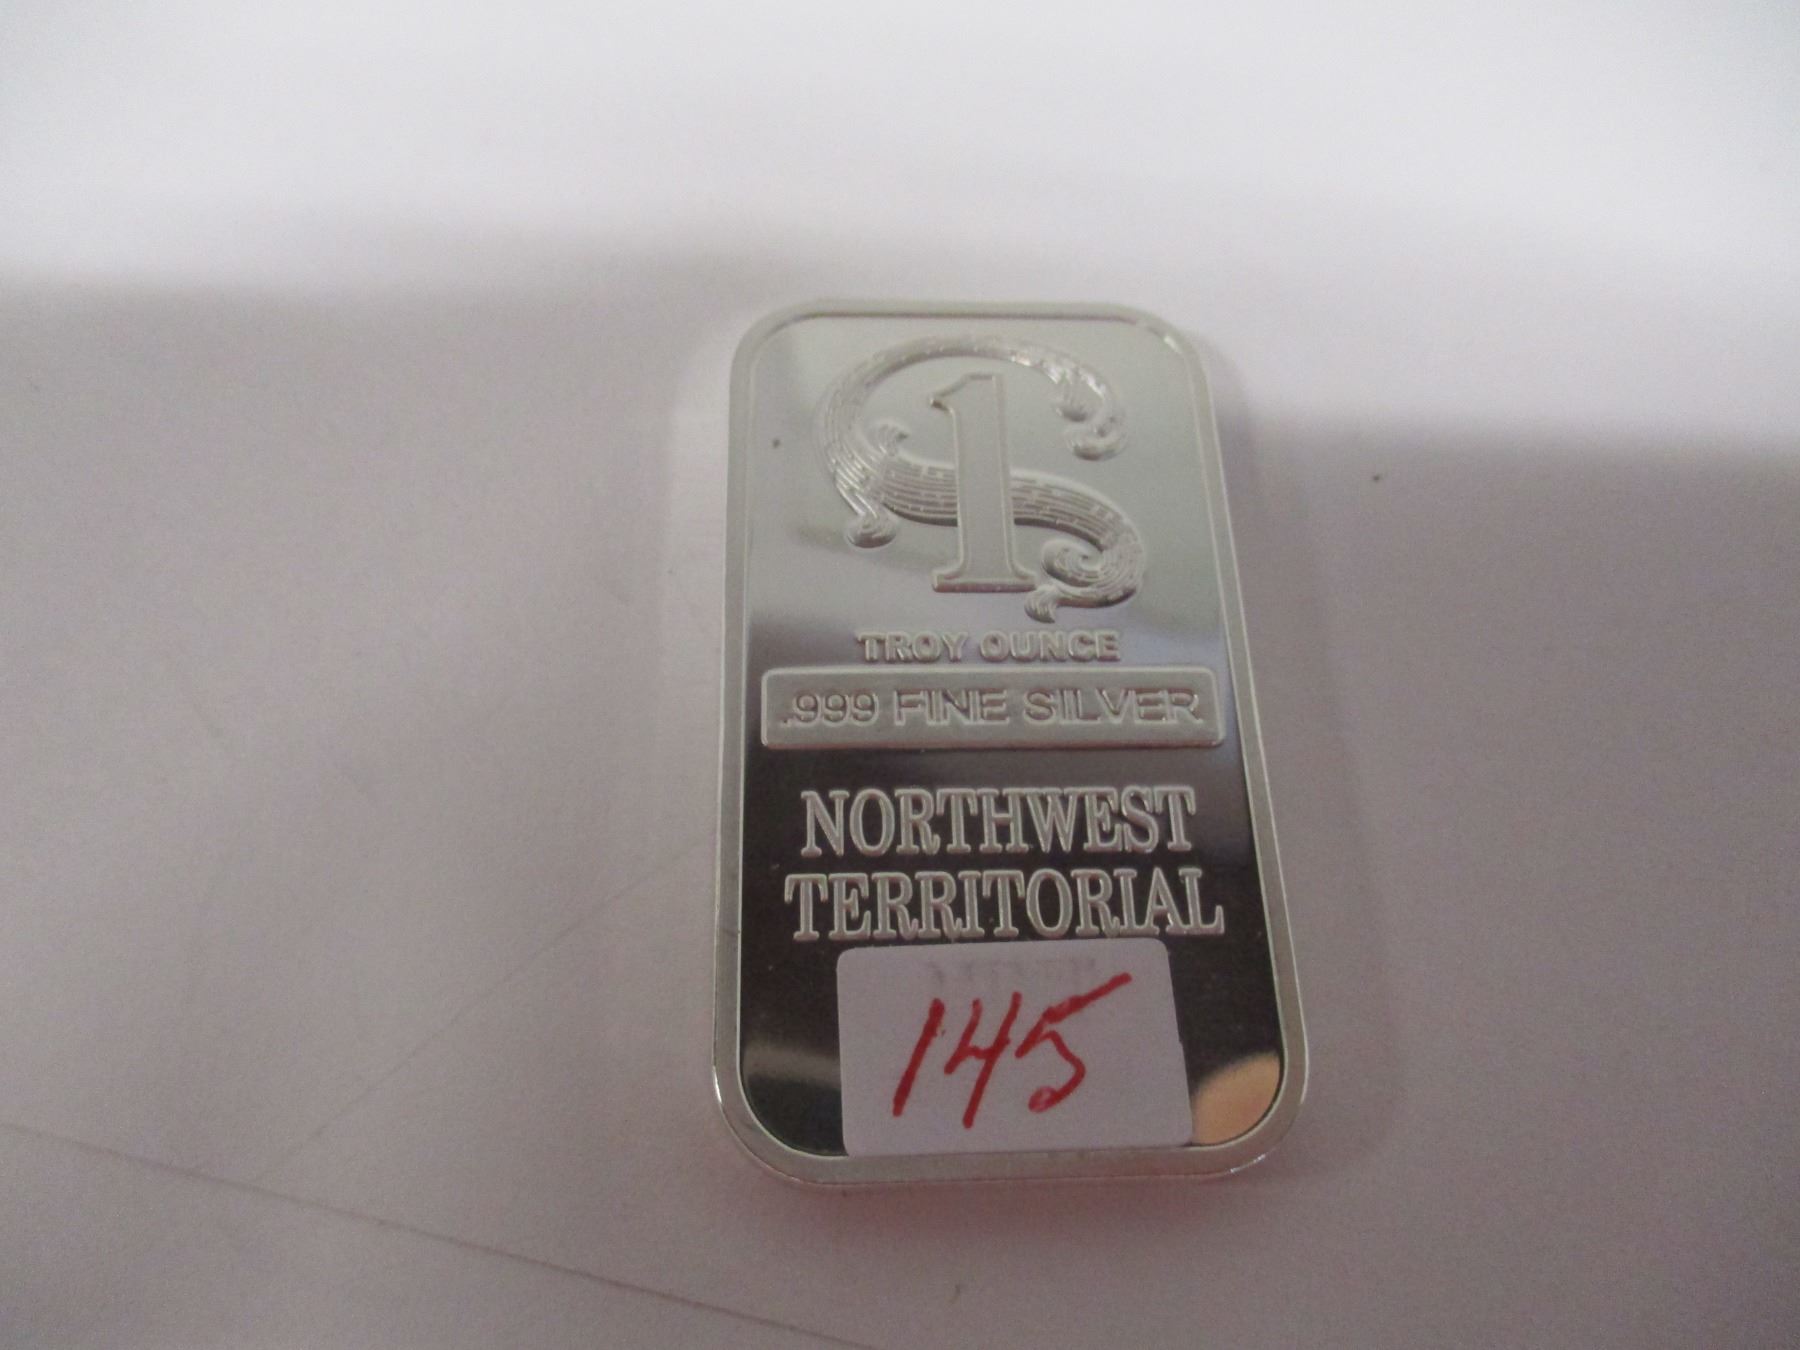 1
TROY OUNCE
.999 FINE SILVER
NORTHWEST
TERRITORIAL
145